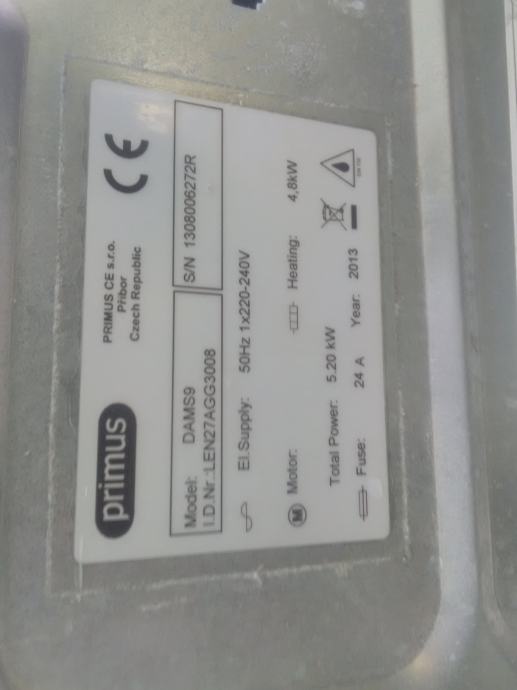 primus
PRIMUS CE s.r.o.
Příbor
Czech Republic
CE
Model: DAMS9
I.D.Nr.:LEN27AGG3008
S/N 1308006272R
El.Supply: 50Hz 1x220-240V
M Motor:
Heating: 4,8kW
Total Power: 5.20 kW
Fuse: 24 A
Year: 2013